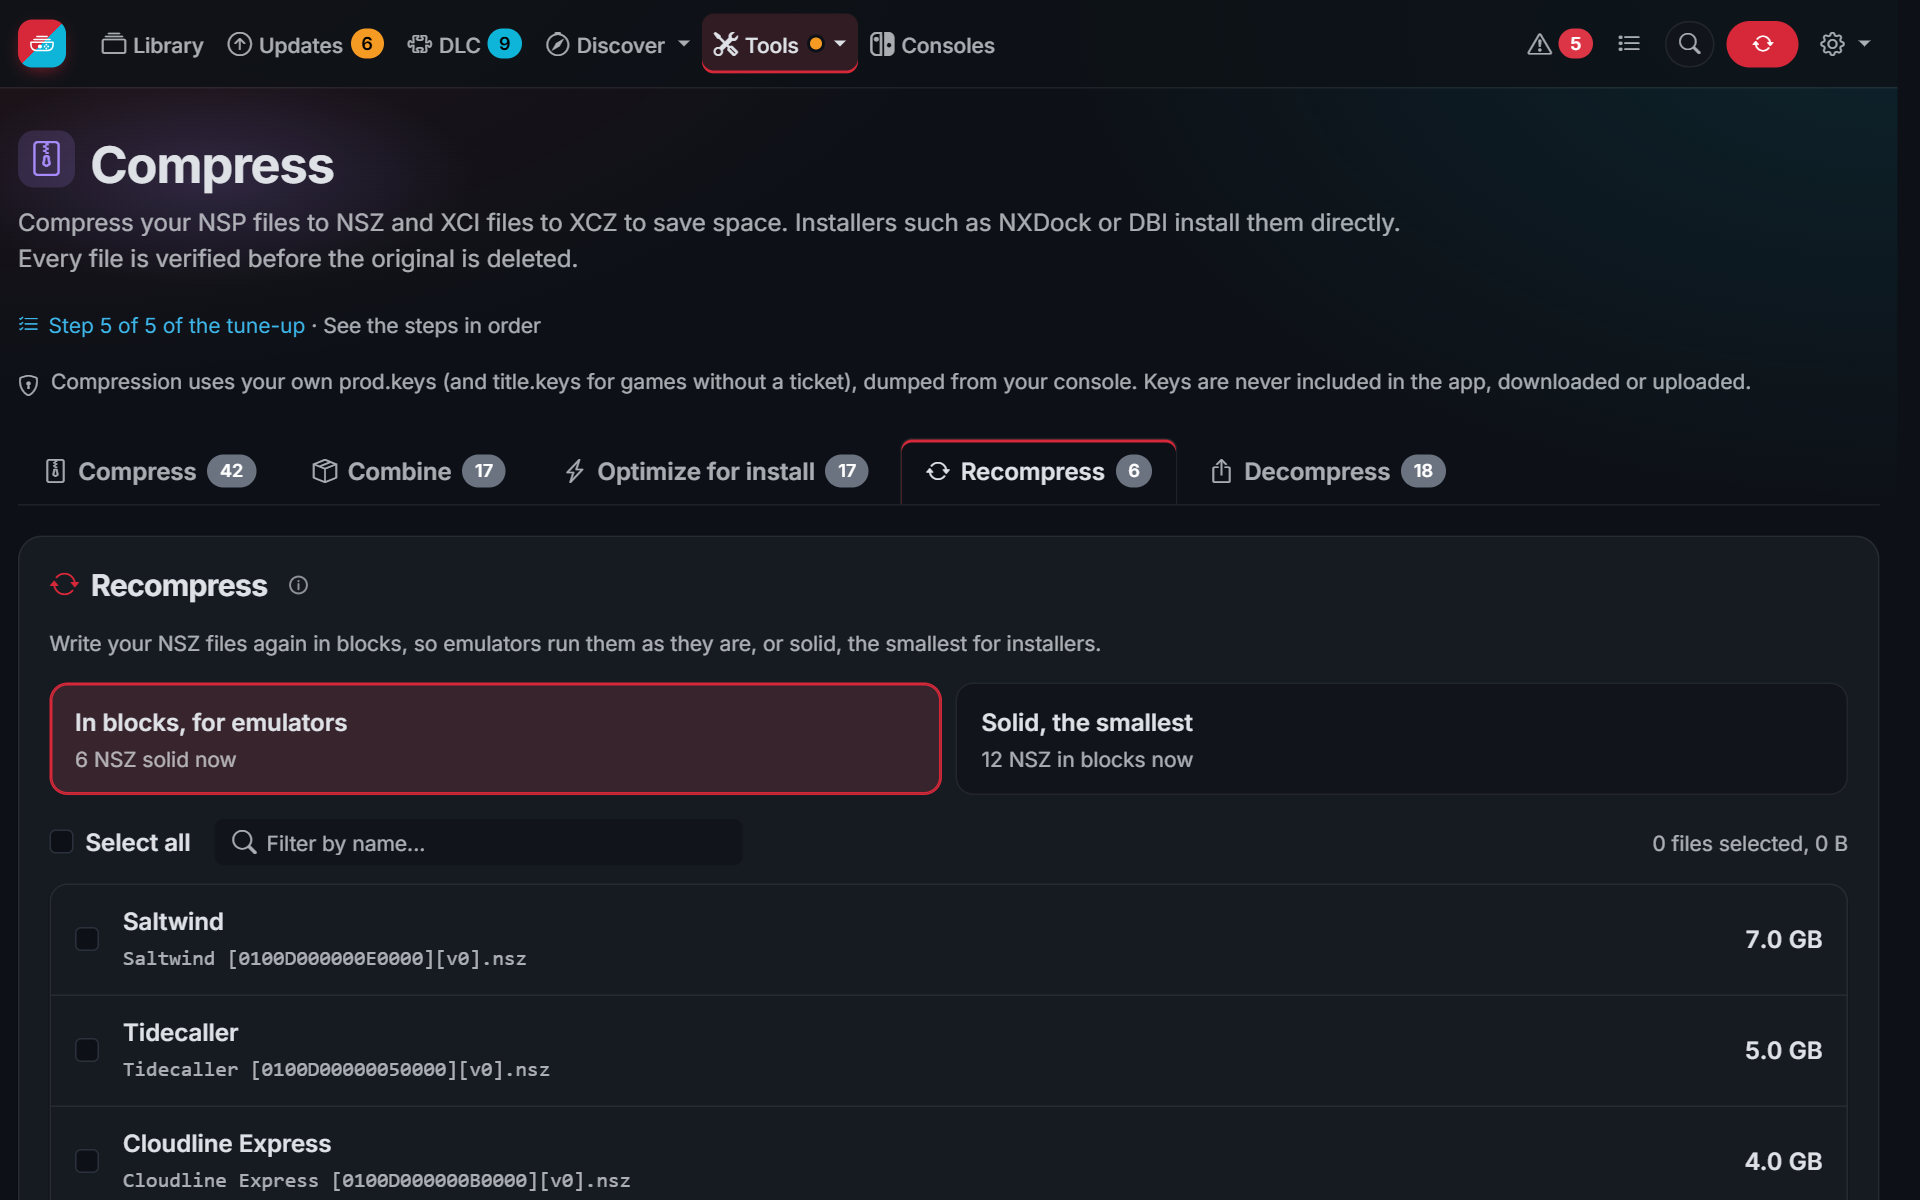 Library
Updates 6
DLC 9
Discover
Tools
Consoles
5
Compress
Compress your NSP files to NSZ and XCI files to XCZ to save space. Installers such as NXDock or DBI install them directly.
Every file is verified before the original is deleted.
Step 5 of 5 of the tune-up · See the steps in order
Compression uses your own prod.keys (and title.keys for games without a ticket), dumped from your console. Keys are never included in the app, downloaded or uploaded.
Compress 42
Combine 17
Optimize for install 17
Recompress 6
Decompress 18
Recompress
Write your NSZ files again in blocks, so emulators run them as they are, or solid, the smallest for installers.
In blocks, for emulators
6 NSZ solid now
Solid, the smallest
12 NSZ in blocks now
Select all
Filter by name...
0 files selected, 0 B
Saltwind
Saltwind [0100D000000E0000][v0].nsz
7.0 GB
Tidecaller
Tidecaller [0100D00000050000][v0].nsz
5.0 GB
Cloudline Express
Cloudline Express [0100D000000B0000][v0].nsz
4.0 GB